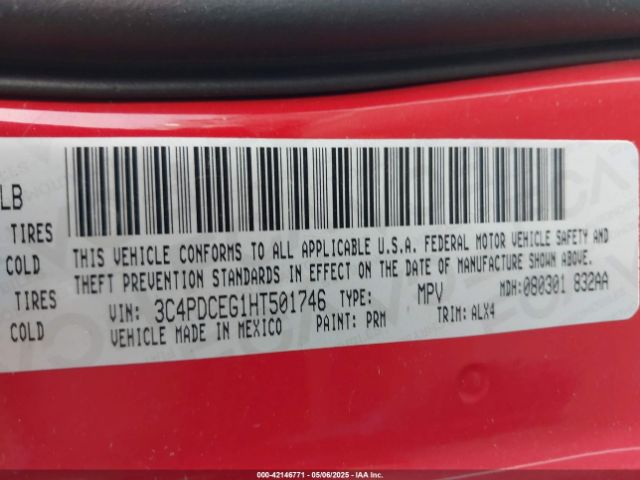 LB
TIRES
COLD
TIRES
COLD
THIS VEHICLE CONFORMS TO ALL APPLICABLE U.S.A. FEDERAL MOTOR VEHICLE SAFETY AND
THEFT PREVENTION STANDARDS IN EFFECT ON THE DATE OF MANUFACTURE SHOWN ABOVE.
VIN: 3C4PDCEG1HT501746 TYPE: MPV MDH:080301 832AA
VEHICLE MADE IN MEXICO PAINT: PRM TRIM: ALX4
000-42146771 - 05/06/2025 - IAA Inc.